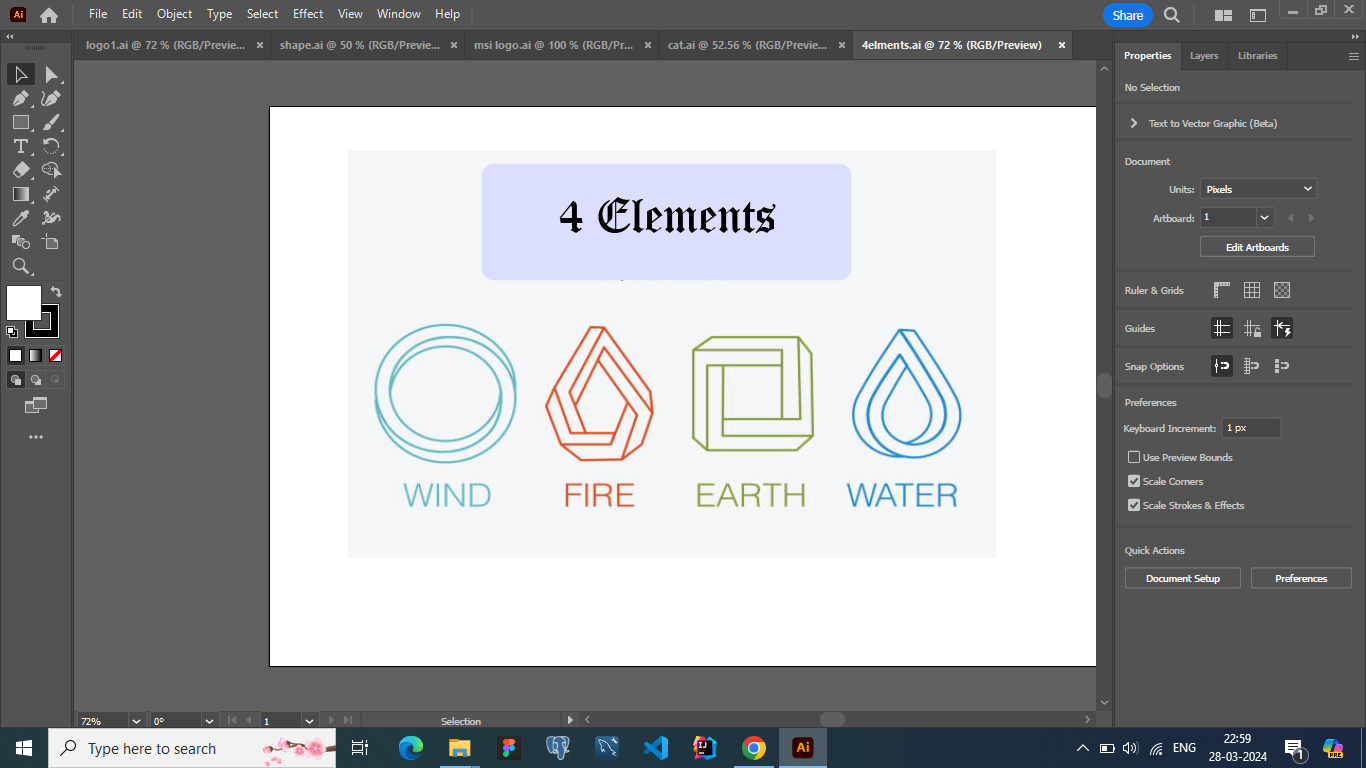 Ai File Edit Object Type Select Effect View Window Help Share
logo1.ai @ 72 % (RGB/Previe... × shape.ai @ 50 % (RGB/Previe... × msi logo.ai @ 100 % (RGB/Pr... × cat.ai @ 52.56 % (RGB/Previe... × 4elments.ai @ 72 % (RGB/Preview) ×
Properties Layers Libraries
No Selection
Text to Vector Graphic (Beta)
Document
Units: Pixels
Artboard: 1
Edit Artboards
Ruler & Grids
Guides
Snap Options
Preferences
Keyboard Increment: 1 px
Use Preview Bounds
Scale Corners
Scale Strokes & Effects
Quick Actions
Document Setup Preferences
4 Elements
WIND FIRE EARTH WATER
72% 0° 1 Selection
Type here to search
ENG
22:59
28-03-2024
1
PRE
IJ
Ai